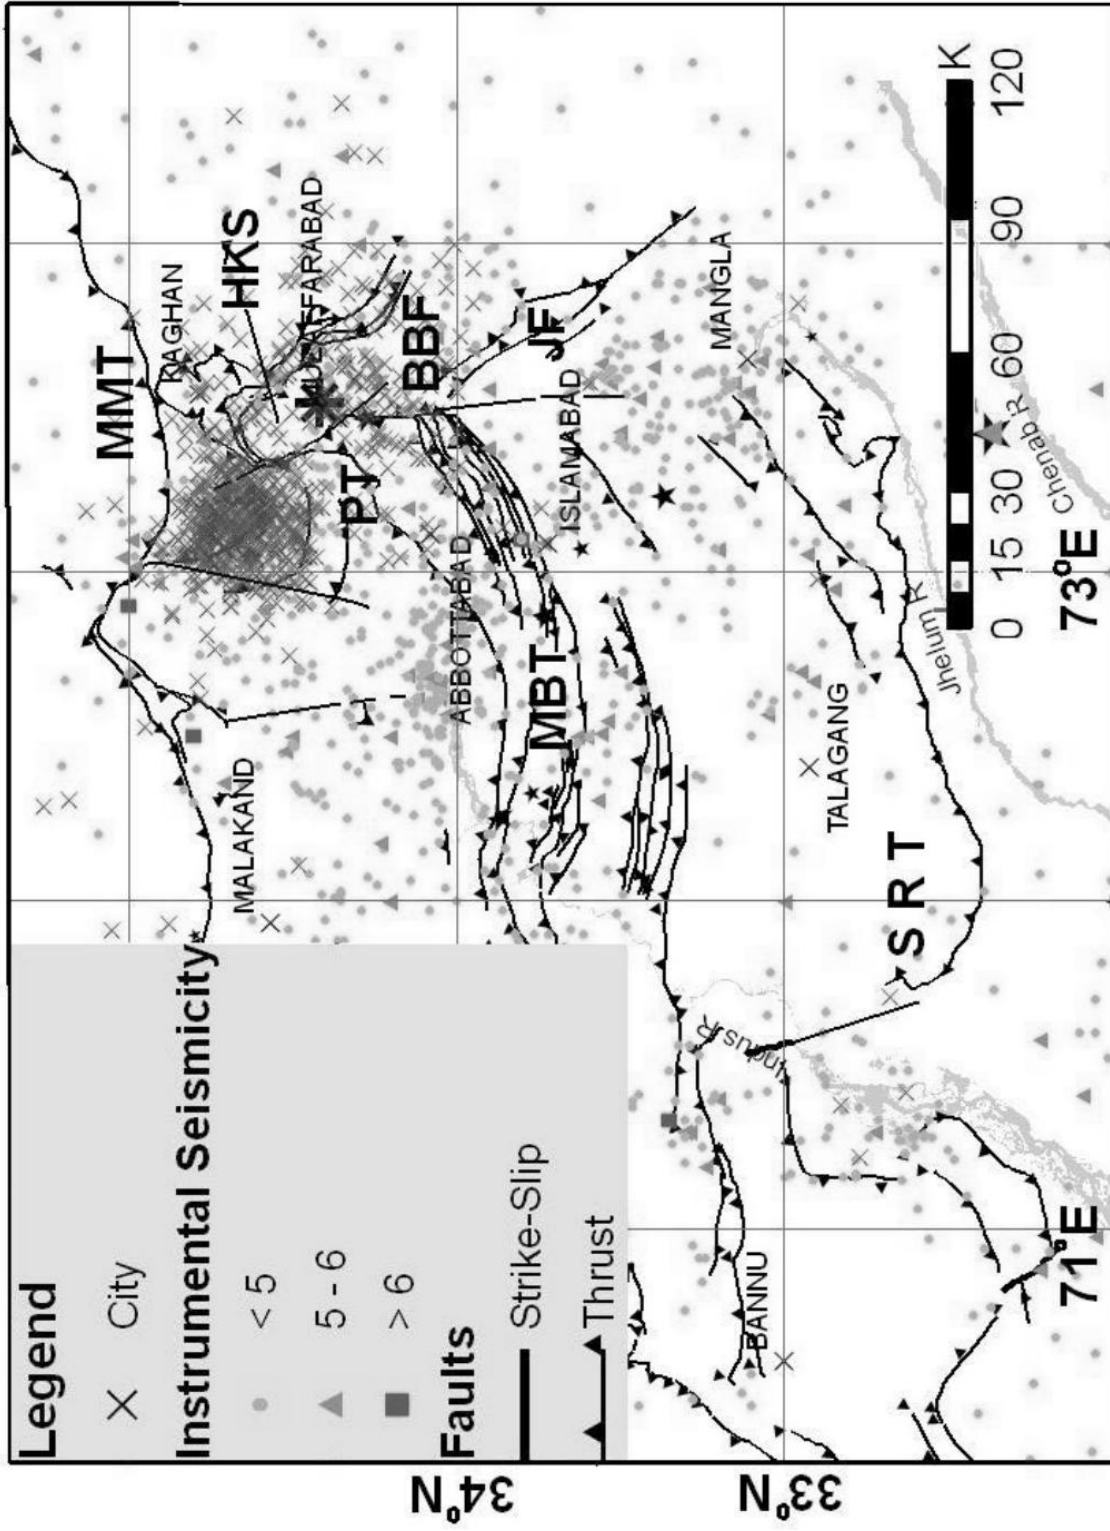 Legend
City
Instrumental Seismicity
< 5
5 - 6
> 6
Faults
Strike-Slip
Thrust
MMT
KAGHAN
HKS
MUZAFFARABAD
PT
BBF
JF
MANGLA
ISLAMABAD
ABBOTTABAD
MBT
MALAKAND
TALAGANG
S R T
BANNU
Indus R
Jhelum R
Chenab R
K
0 15 30 60 90 120
34°N
33°N
71°E
73°E